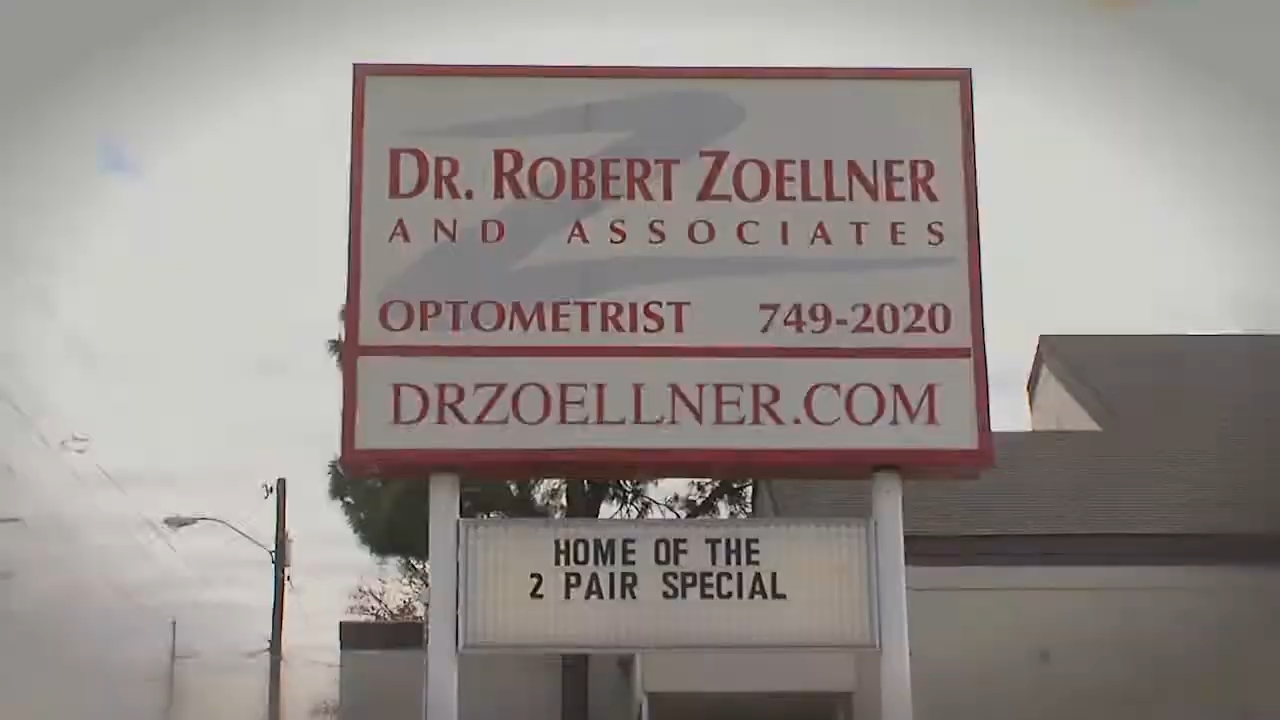 DR. ROBERT ZOELLNER
AND ASSOCIATES
OPTOMETRIST 749-2020
DRZOELLNER.COM
HOME OF THE
2 PAIR SPECIAL